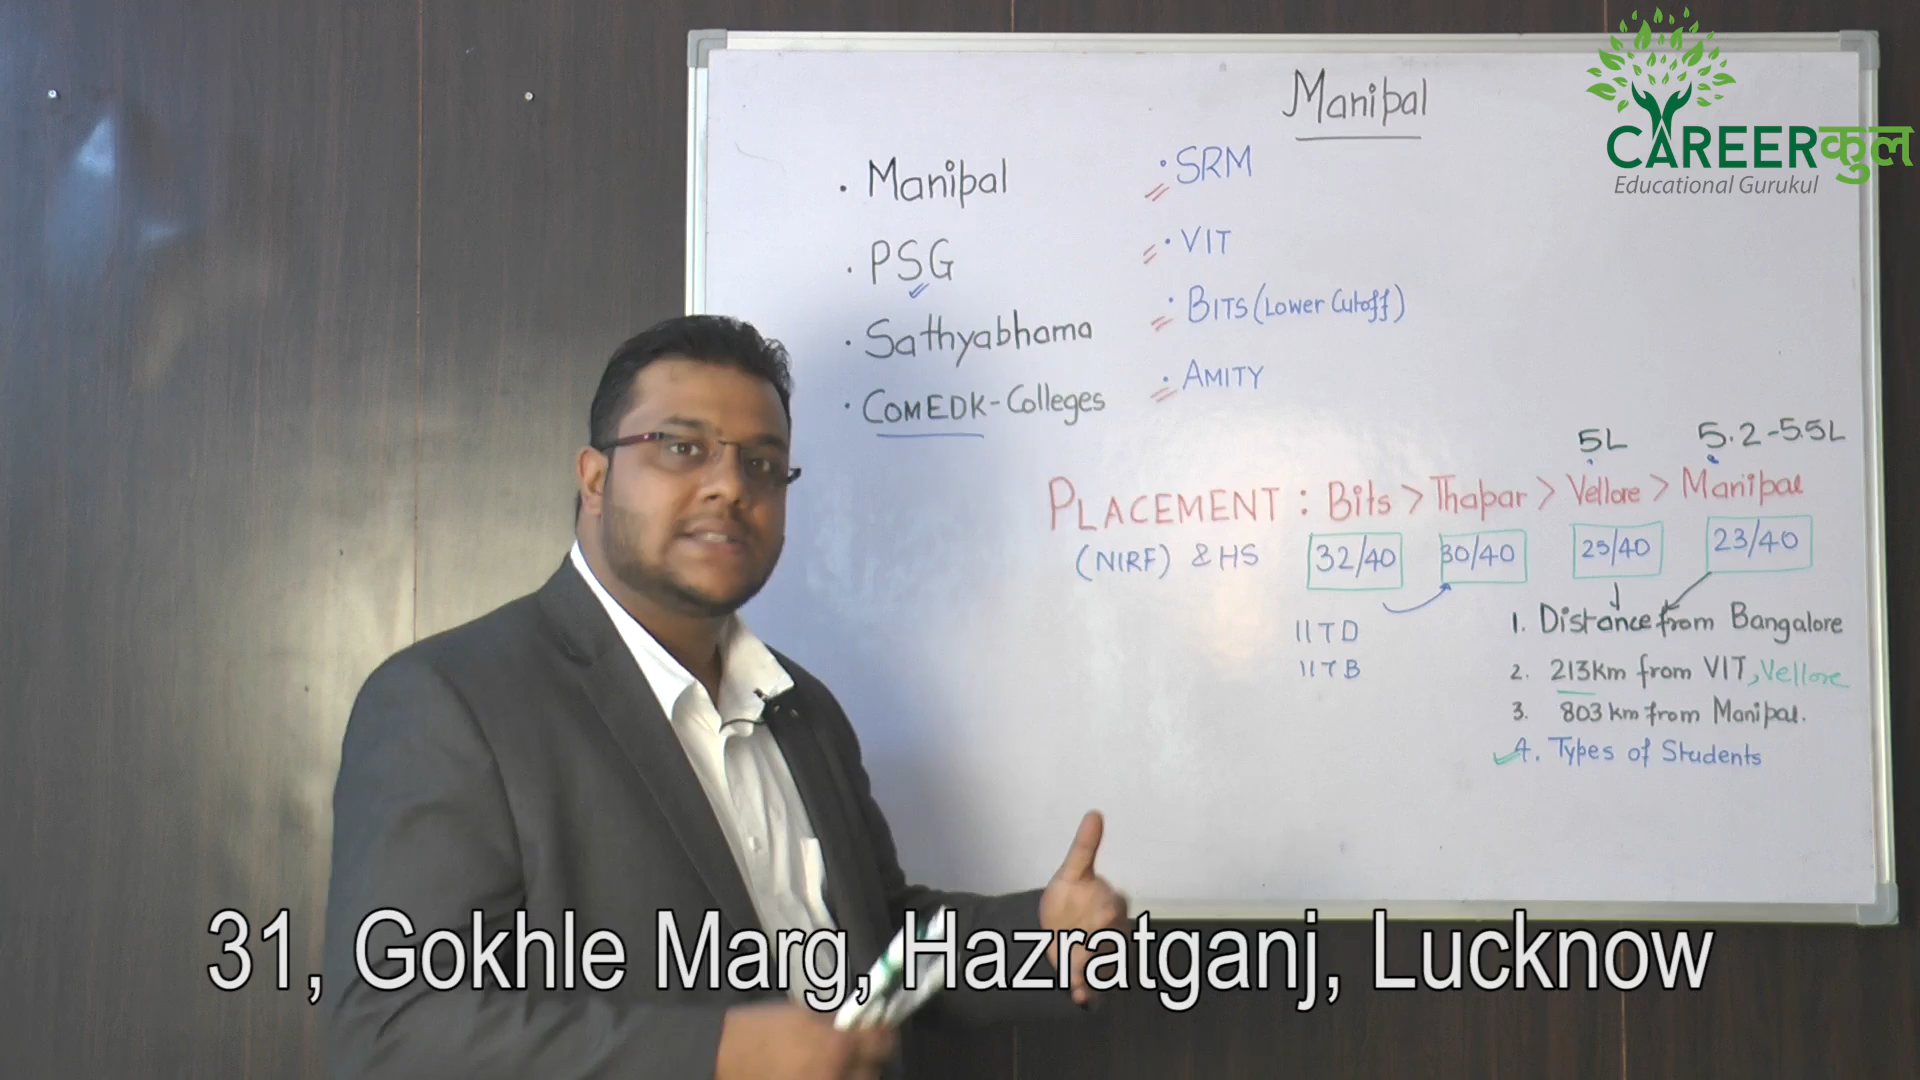 Manipal
CAREERकुल
Educational Gurukul
. Manipal
. PSG
. Sathyabhama
. COMEDK-Colleges
. SRM
. VIT
. BITS (Lower Cutoff)
. AMITY
5L 5.2-5.5L
PLACEMENT : Bits > Thapar > Vellore > Manipal
(NIRF) & HS 32/40 30/40 25/40 23/40
IITD
IITB
1. Distance from Bangalore
2. 213km from VIT, Vellore
3. 803 km from Manipal.
4. Types of Students
31, Gokhle Marg, Hazratganj, Lucknow